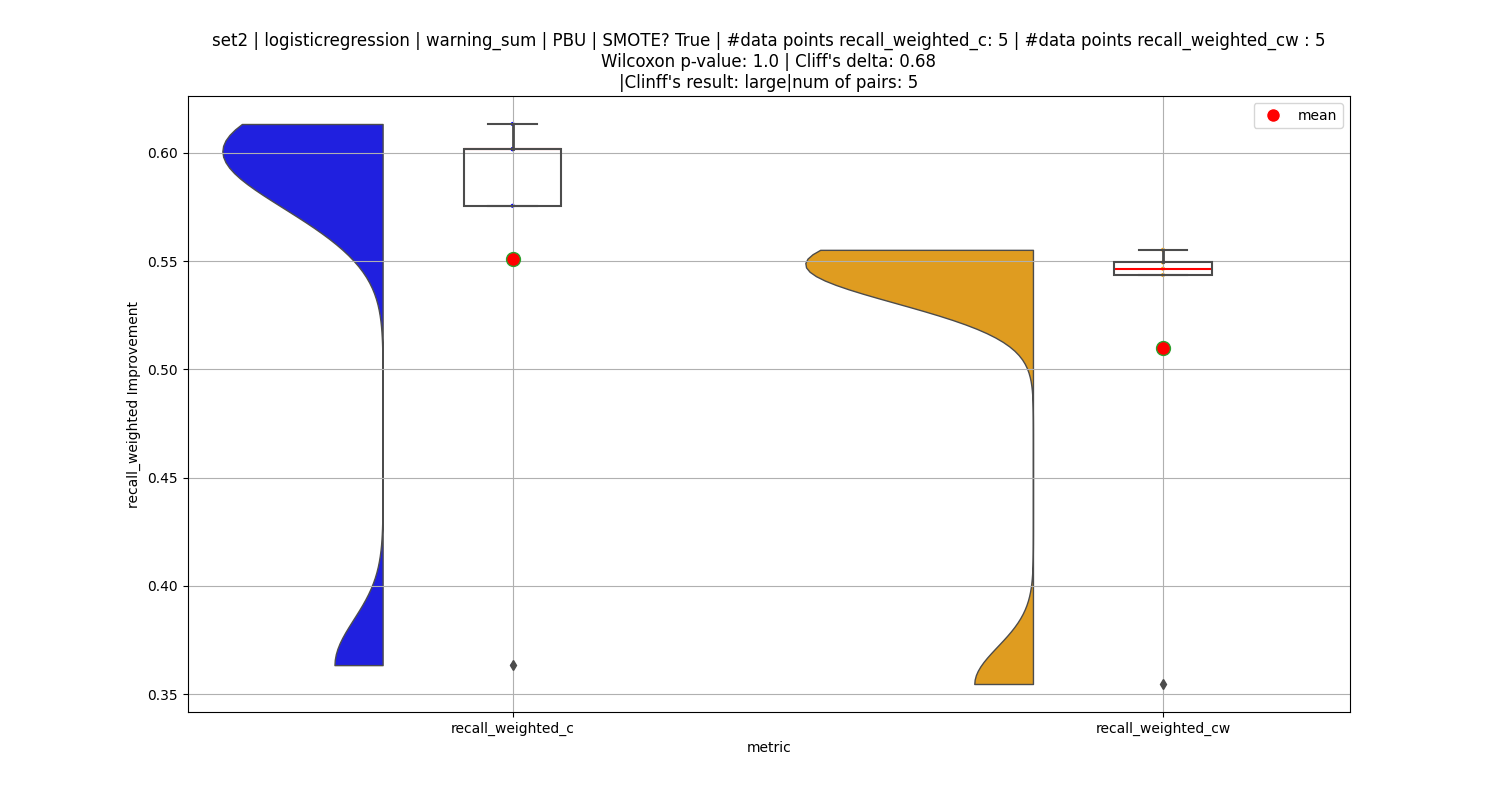 set2 | logisticregression | warning_sum | PBU | SMOTE? True | #data points recall_weighted_c: 5 | #data points recall_weighted_cw : 5
Wilcoxon p-value: 1.0 | Cliff's delta: 0.68
|Clinff's result: large|num of pairs: 5
mean
0.60
0.55
0.50
0.45
0.40
0.35
recall_weighted Improvement
recall_weighted_c
recall_weighted_cw
metric